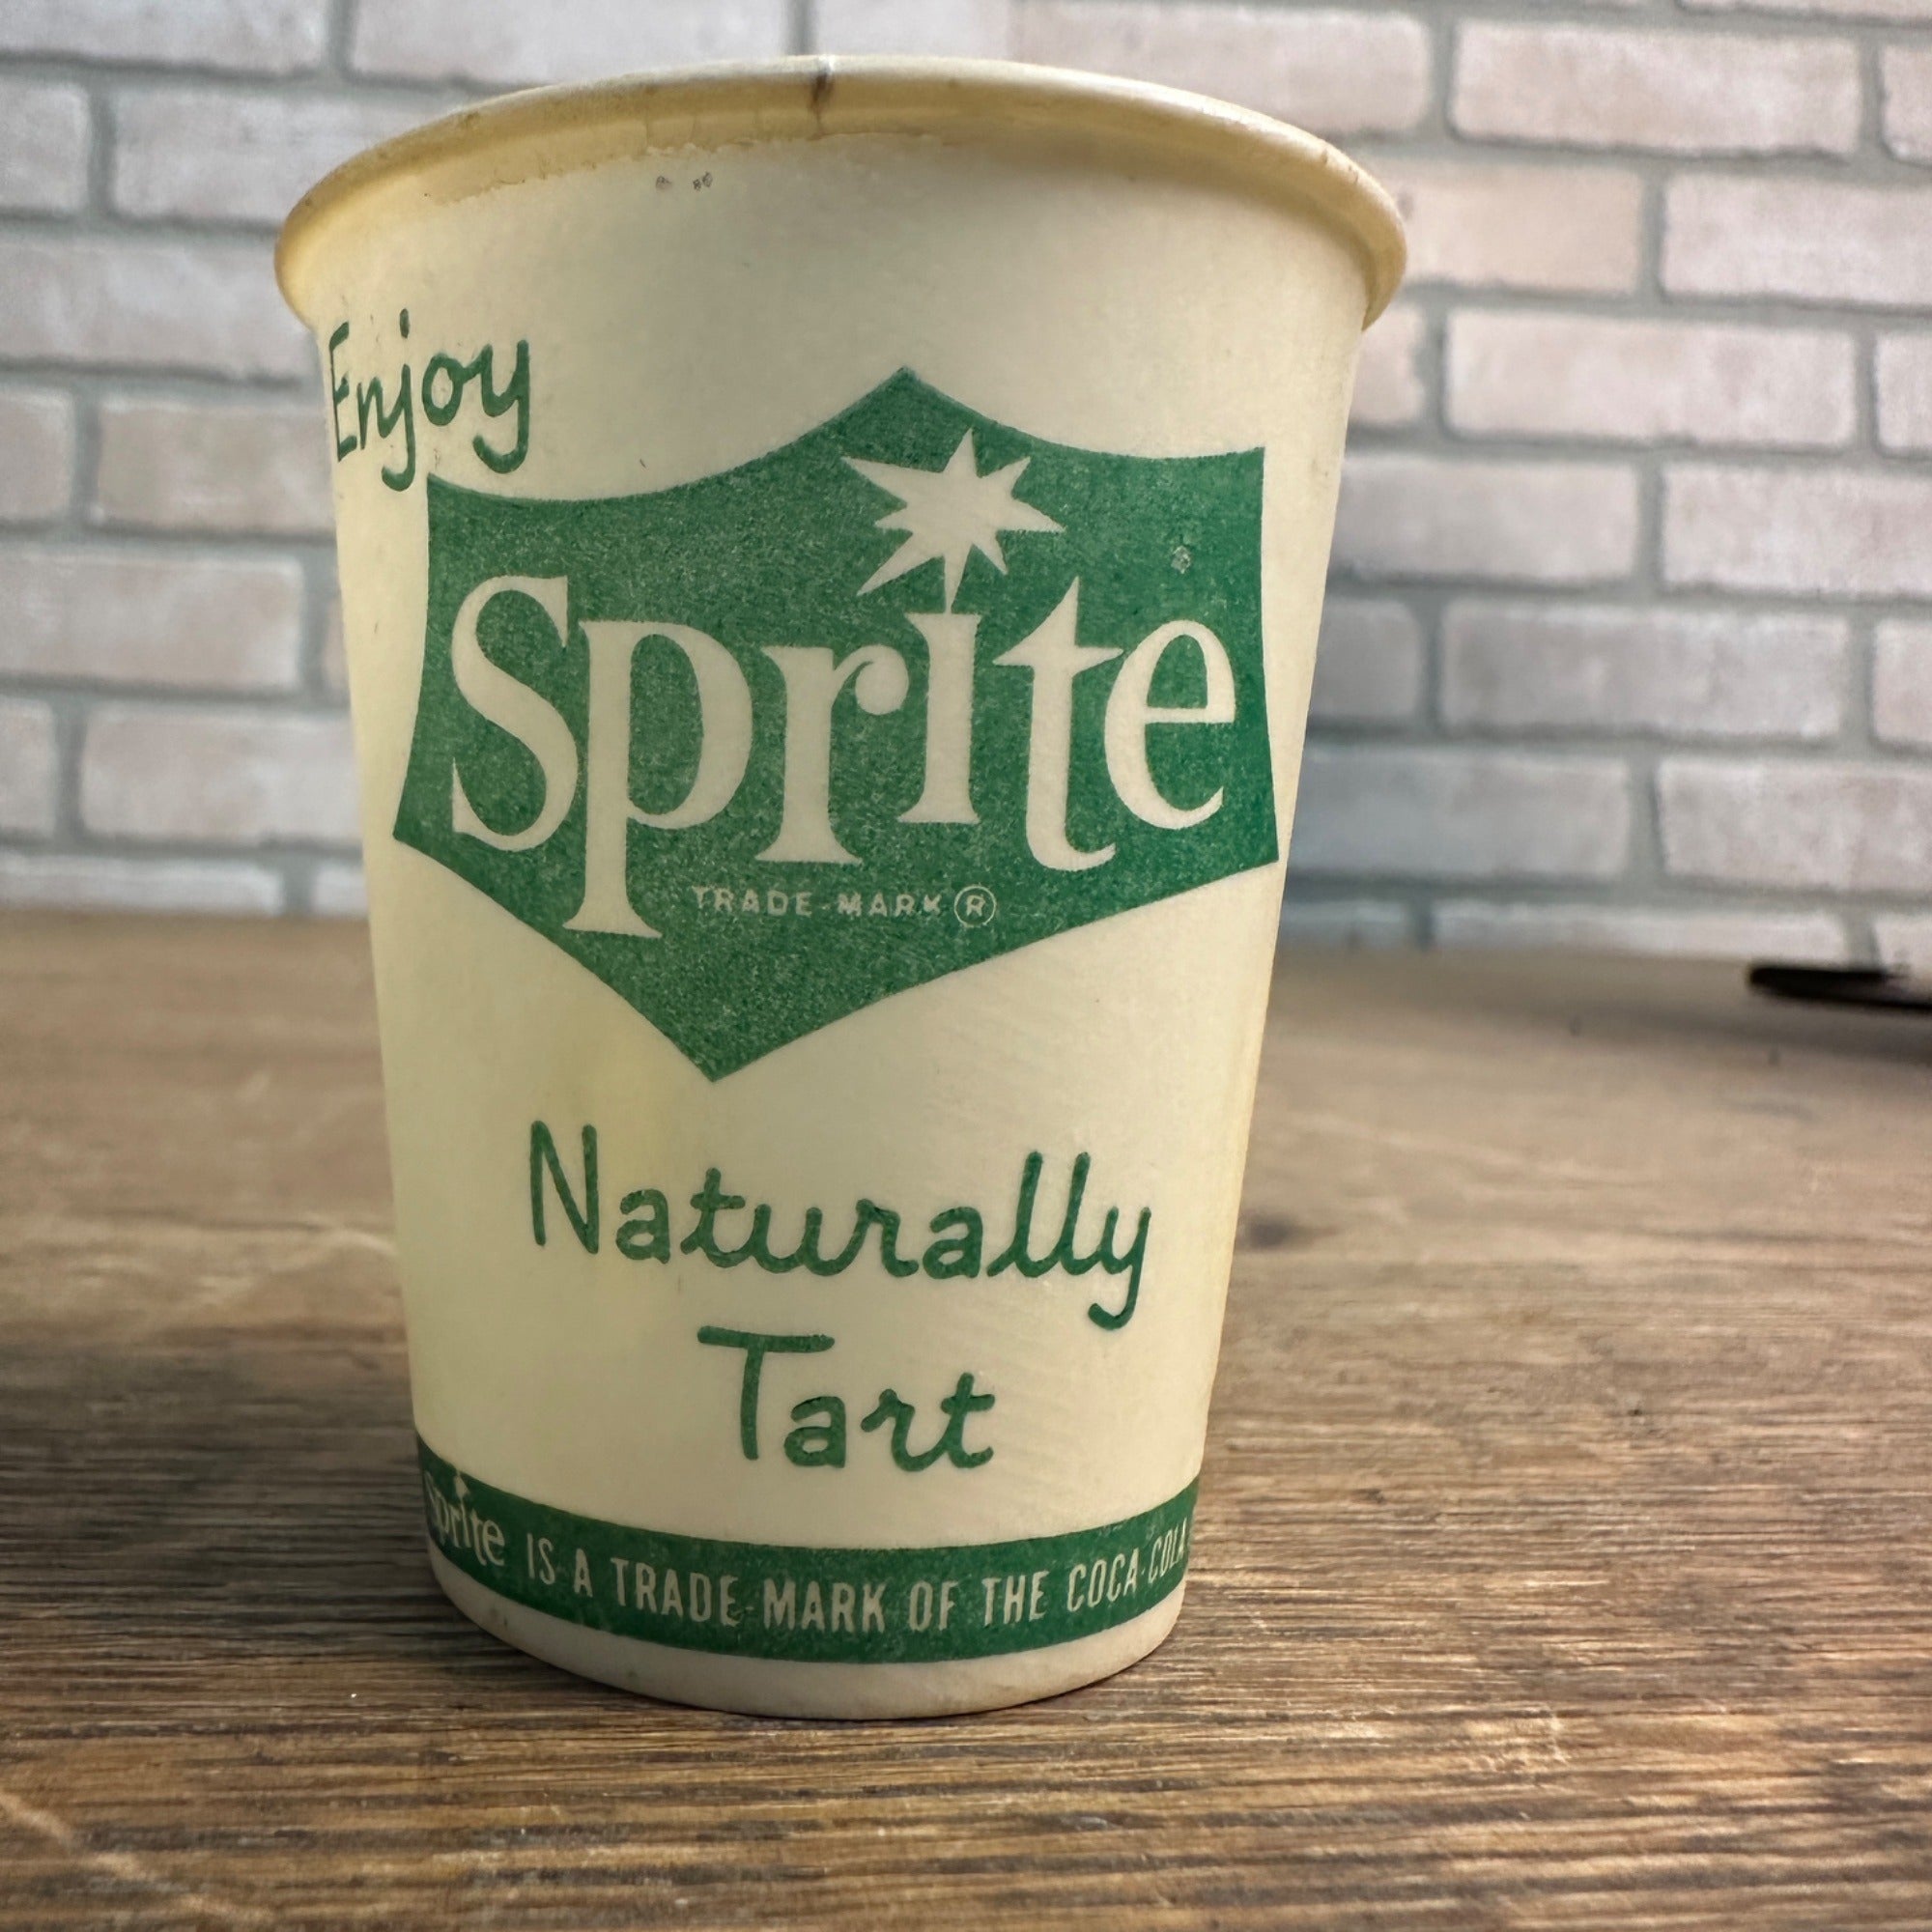 Enjoy
Sprite
TRADE-MARK ®
Naturally
Tart
Sprite IS A TRADE-MARK OF THE COCA-COLA